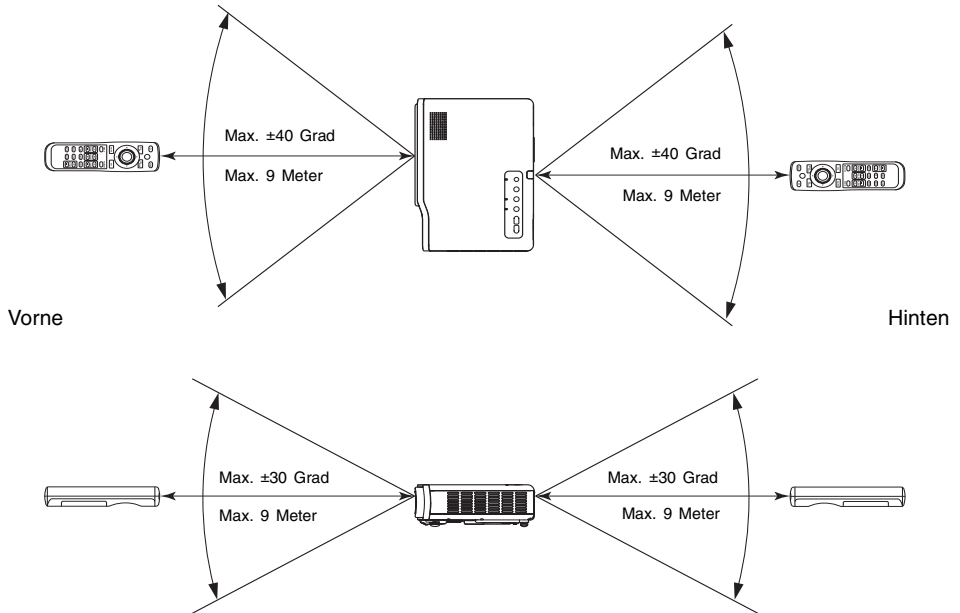 Max. ±40 Grad
Max. 9 Meter
Max. ±40 Grad
Max. 9 Meter
Vorne
Hinten
Max. ±30 Grad
Max. 9 Meter
Max. ±30 Grad
Max. 9 Meter